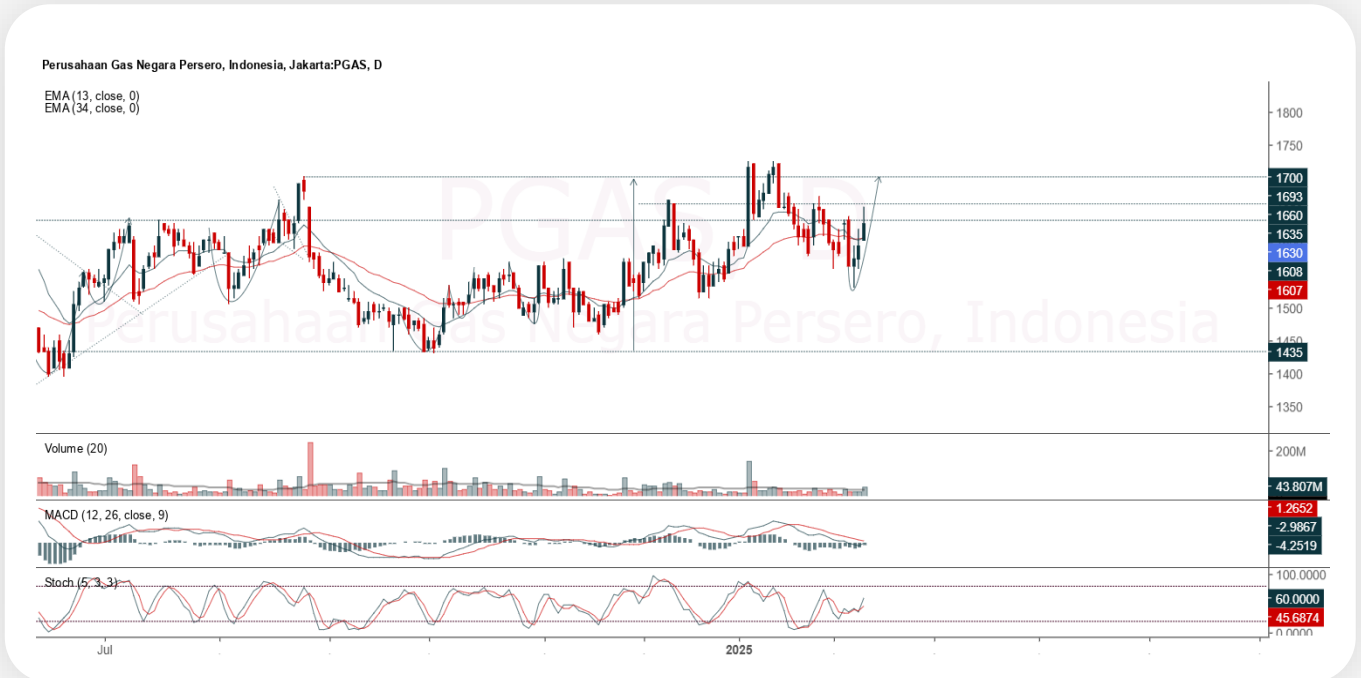 Perusahaan Gas Negara Persero, Indonesia, Jakarta:PGAS, D
EMA (13, close, 0)
EMA (34, close, 0)
PGAS, D
Perusahaan Gas Negara Persero, Indonesia
1800
1750
1700
1693
1660
1635
1630
1608
1607
1500
1450
1435
1400
1350
Volume (20)
200M
43.807M
MACD (12, 26, close, 9)
1.2652
-2.9867
-4.2519
Stoch (5, 3, 3)
100.0000
60.0000
45.6874
0.0000
Jul
2025